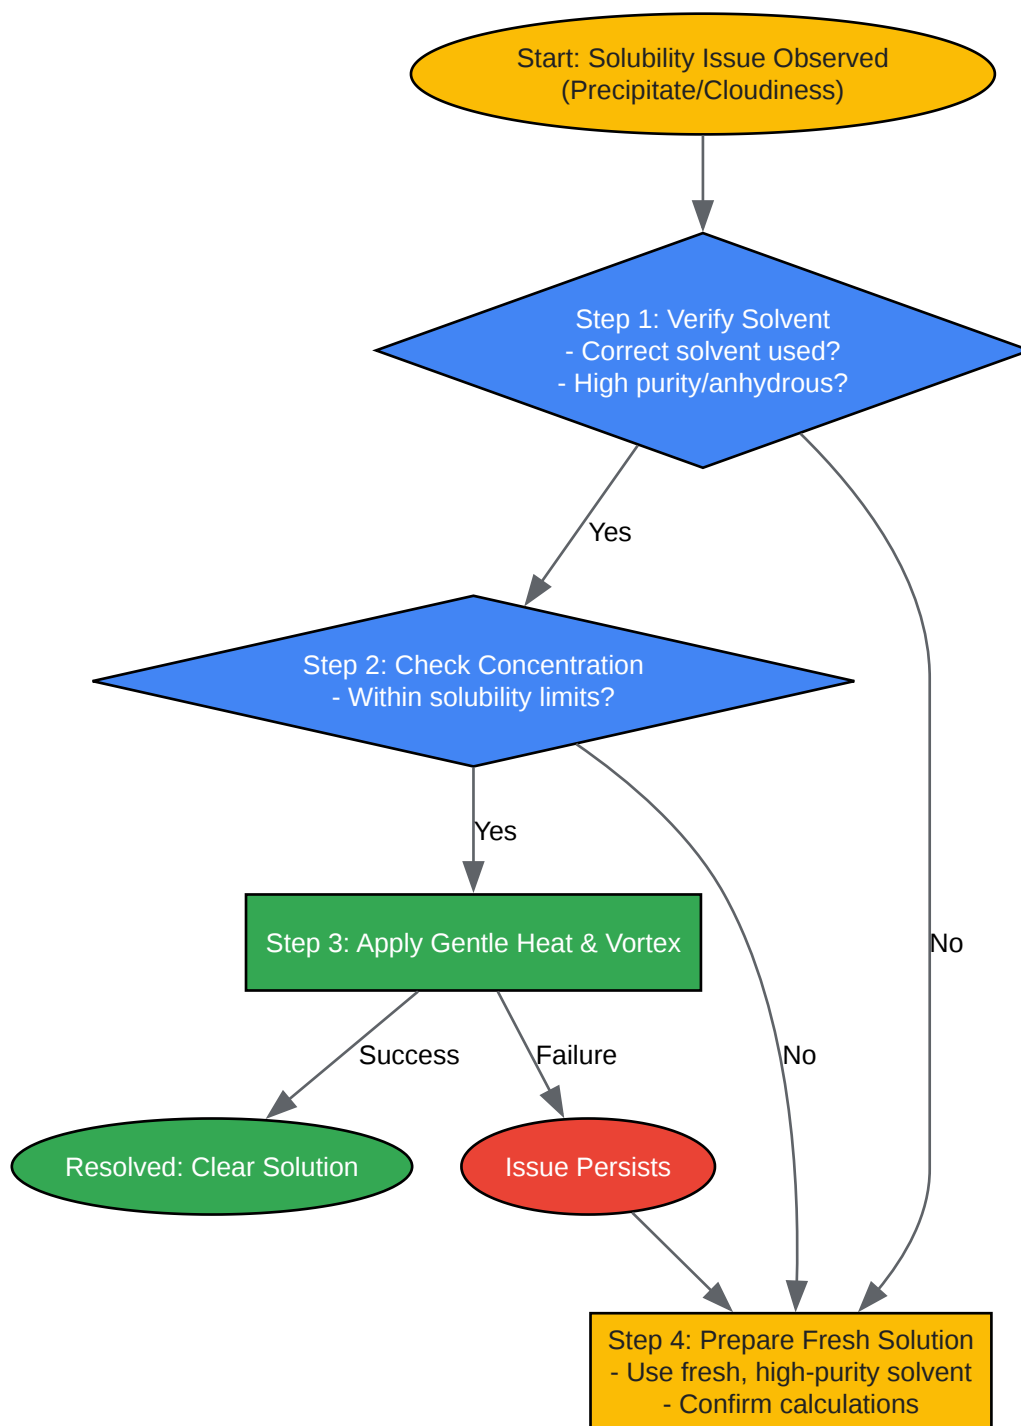 Start: Solubility Issue Observed
(Precipitate/Cloudiness)
Step 1: Verify Solvent
- Correct solvent used?
- High purity/anhydrous?
Yes
Step 2: Check Concentration
- Within solubility limits?
Yes
Step 3: Apply Gentle Heat & Vortex
No
Success
Failure
No
Resolved: Clear Solution
Issue Persists
Step 4: Prepare Fresh Solution
- Use fresh, high-purity solvent
- Confirm calculations